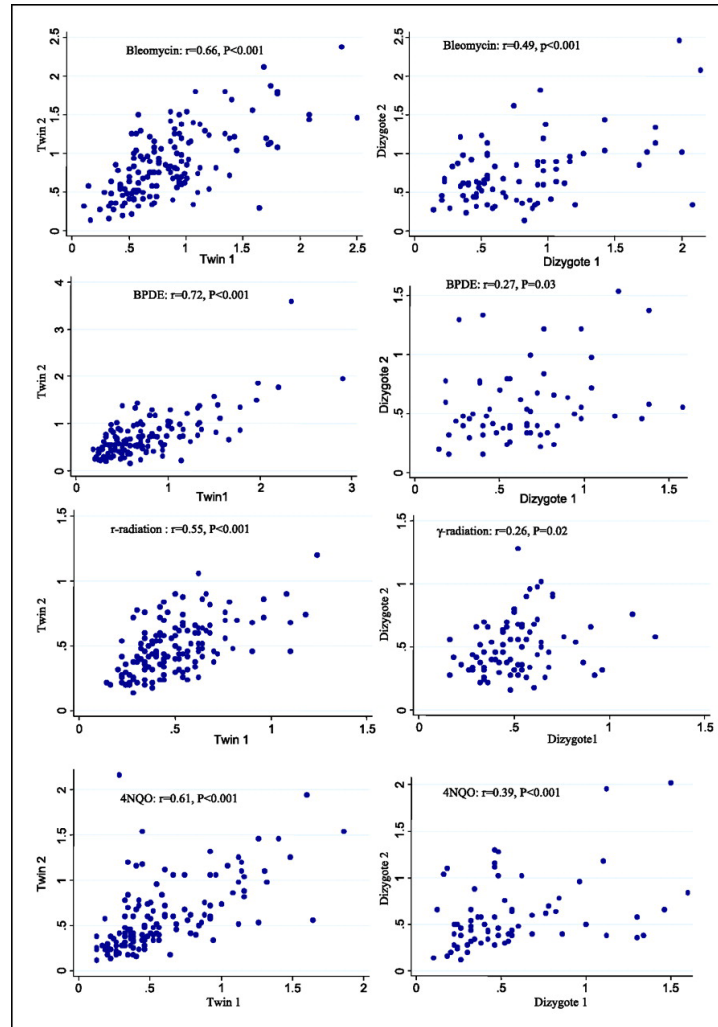 Bleomycin: r=0.66, P<0.001
Twin 2
0 .5 1 1.5 2 2.5
0 .5 1.0 1.5 2.0 2.5
Twin 1
Bleomycin: r=0.49, p<0.001
Dizygote 2
0 .5 1 1.5 2 2.5
0 .5 1 1.5 2
Dizygote 1
BPDE: r=0.72, P<0.001
Twin 2
0 1 2 3 4
0 1 2 3
Twin1
BPDE: r=0.27, P=0.03
Dizygote 2
0 .5 1 1.5
0 .5 1 1.5
Dizygote 1
r-radiation : r=0.55, P<0.001
Twin 2
0 .5 1 1.5
0 .5 1 1.5
Twin 1
γ-radiation: r=0.26, P=0.02
Dizygote 2
0 .5 1 1.5
0 .5 1 1.5
Dizygote1
4NQO: r=0.61, P<0.001
Twin 2
0 .5 1 1.5 2
0 .5 1 1.5 2
Twin 1
4NQO: r=0.39, P<0.001
Dizygote 2
0 .5 1 1.5 2
0 .5 1 1.5
Dizygote 1